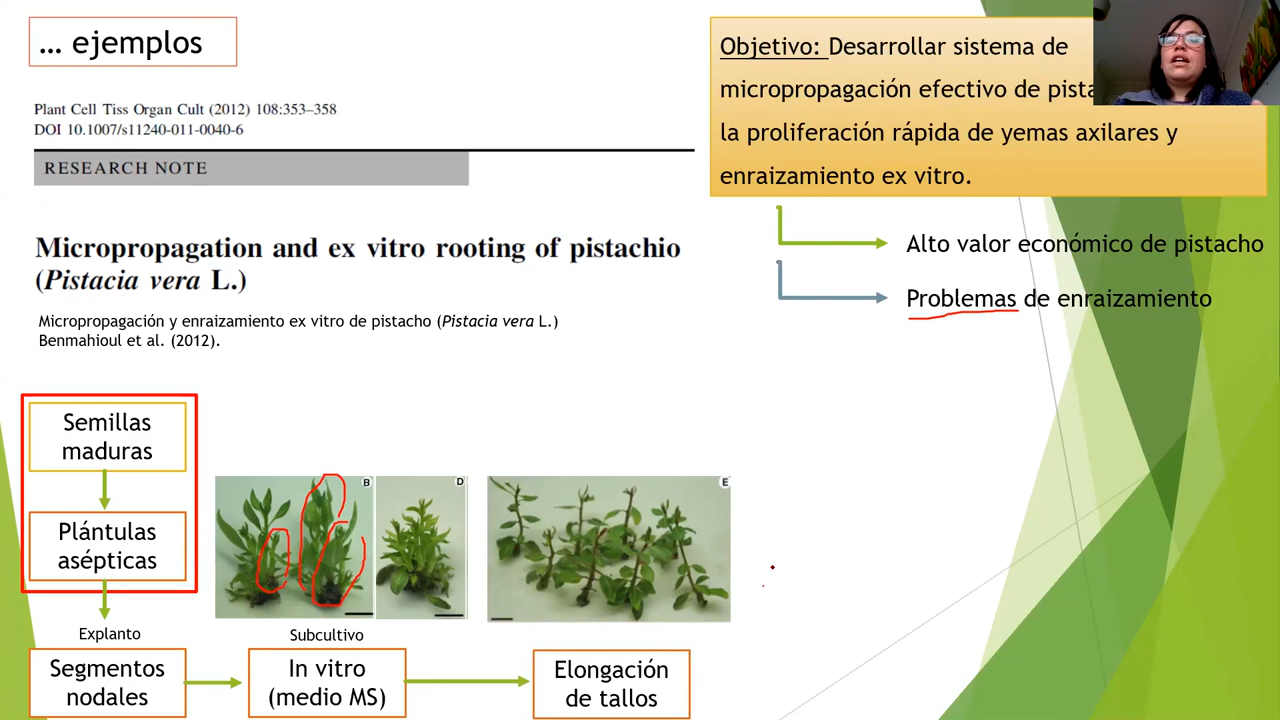 … ejemplos
Plant Cell Tiss Organ Cult (2012) 108:353–358
DOI 10.1007/s11240-011-0040-6
RESEARCH NOTE
Micropropagation and ex vitro rooting of pistachio
(Pistacia vera L.)
Micropropagación y enraizamiento ex vitro de pistacho (Pistacia vera L.)
Benmahioul et al. (2012).
Objetivo: Desarrollar sistema de
micropropagación efectivo de
la proliferación rápida de yemas axilares y
enraizamiento ex vitro.
Alto valor económico de pistacho
Problemas de enraizamiento
Semillas
maduras
Plántulas
asépticas
Explanto
Segmentos
nodales
B
D
E
Subcultivo
In vitro
(medio MS)
Elongación
de tallos